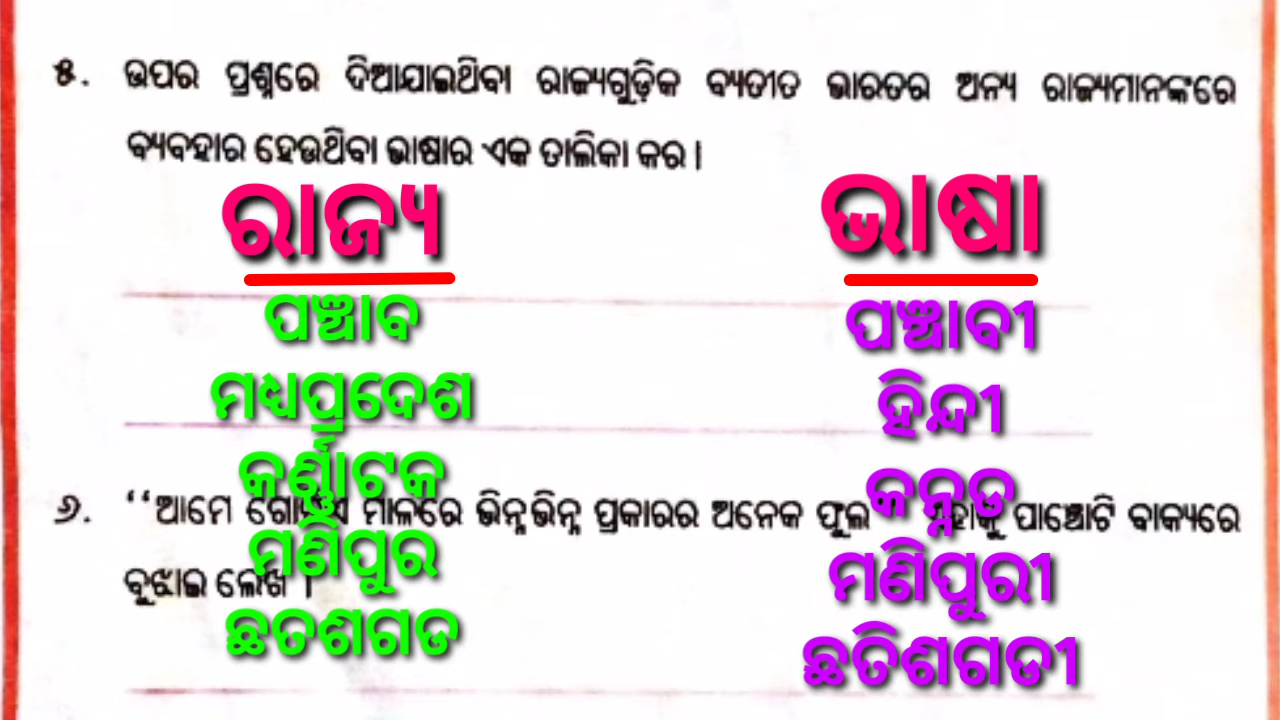 ୫. ଉପର ପ୍ରଶ୍ନରେ ଦିଆଯାଇଥିବା ରାଜ୍ୟଗୁଡ଼ିକ ବ୍ୟତୀତ ଭାରତର ଅନ୍ୟ ରାଜ୍ୟମାନଙ୍କରେ
ବ୍ୟବହାର ହେଉଥିବା ଭାଷାର ଏକ ତାଲିକା କର।
ରାଜ୍ୟ ଭାଷା
ପଞ୍ଚାବ ପଞ୍ଚାବୀ
ମଧ୍ୟପ୍ରଦେଶ ହିନ୍ଦୀ
କର୍ଣ୍ଣାଟକ କନ୍ନଡ
୬. ‘‘ଆମେ ମାଳରେ ଭିନ୍ନଭିନ୍ନ ପ୍ରକାରର ଅନେକ ଫୁଲ ପାଞ୍ଚୋଟି ବାକ୍ୟରେ
ମଣିପୁର ମଣିପୁରୀ
ବୁଝାଇ ଲେଖ ।
ଛତଶଗଡ ଛତିଶଗଡୀ